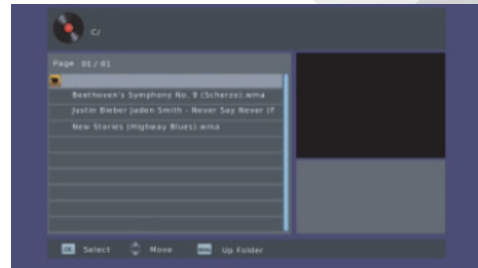 C/
Page 01/01
Beethoven's Symphony No. 9 (Scherzo).wma
Justin Bieber Jaden Smith - Never Say Never (F
New Stories (Highway Blues).wma
OK Select Move Up Folder